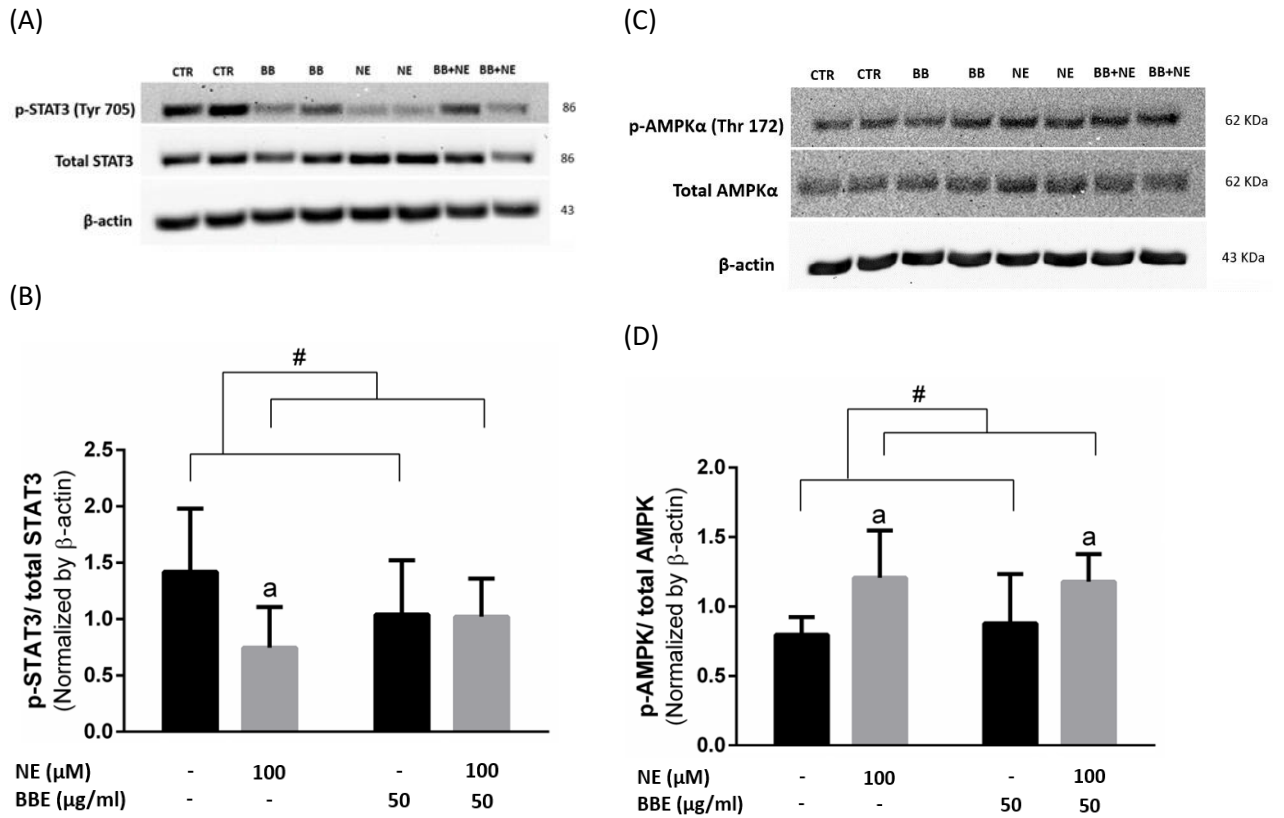 (A)
CTR CTR BB BB NE NE BB+NE BB+NE
p-STAT3 (Tyr 705) 86
Total STAT3 86
β-actin 43
(B)
#
p-STAT3/ total STAT3
(Normalized by β-actin)
2.5
2.0
1.5
1.0
0.5
0.0
a
NE (µM) - 100 - 100
BBE (µg/ml) - - 50 50
(C)
CTR CTR BB BB NE NE BB+NE BB+NE
p-AMPKα (Thr 172) 62 KDa
Total AMPKα 62 KDa
β-actin 43 KDa
(D)
#
p-AMPK/ total AMPK
(Normalized by β-actin)
2.0
1.5
1.0
0.5
0.0
a a
NE (µM) - 100 - 100
BBE (µg/ml) - - 50 50